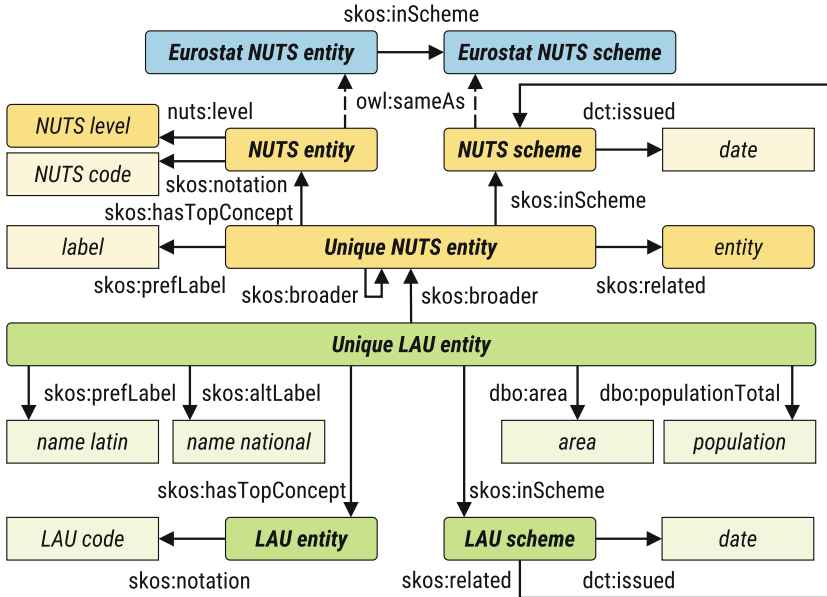 skos:inScheme
Eurostat NUTS entity
Eurostat NUTS scheme
owl:sameAs
nuts:level
dct:issued
NUTS level
NUTS entity
NUTS scheme
date
NUTS code
skos:notation
skos:hasTopConcept
skos:inScheme
label
Unique NUTS entity
entity
skos:prefLabel
skos:broader
skos:broader
skos:related
Unique LAU entity
skos:prefLabel
skos:altLabel
dbo:area
dbo:populationTotal
name latin
name national
area
population
skos:hasTopConcept
skos:inScheme
LAU code
LAU entity
LAU scheme
date
skos:notation
skos:related
dct:issued